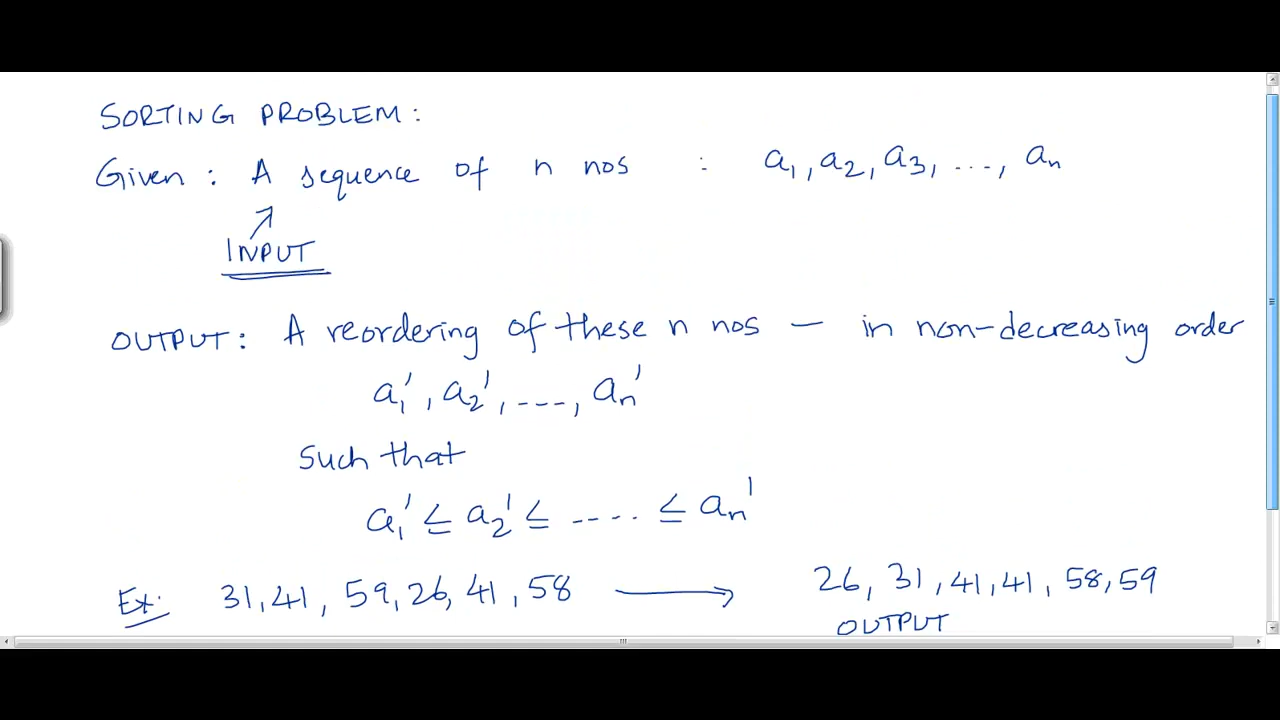 SORTING PROBLEM:
Given: A sequence of n nos : a₁, a₂, a₃, ..., aₙ
INPUT
OUTPUT: A reordering of these n nos — in non-decreasing order
a₁', a₂', ----, aₙ'
Such that
a₁' ≤ a₂' ≤ ---.. ≤ aₙ'
Ex: 31, 41, 59, 26, 41, 58 ⟶ 26, 31, 41, 41, 58, 59
OUTPUT